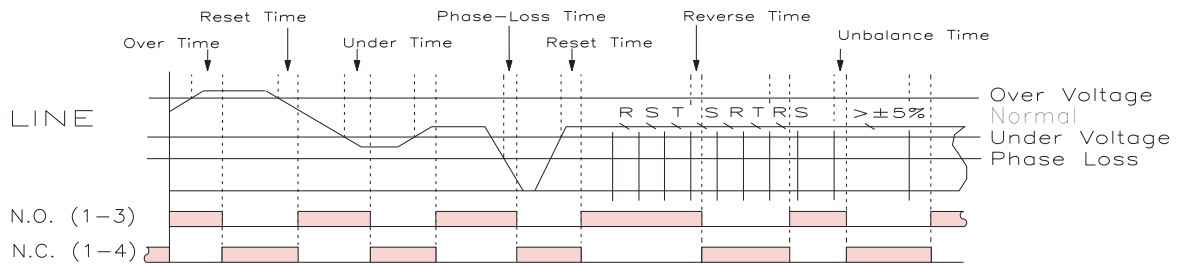 Reset Time
Phase-Loss Time
Reverse Time
Over Time
Under Time
Reset Time
Unbalance Time
LINE
R S T S R T R S
>±5%
Over Voltage
Normal
Under Voltage
Phase Loss
N.O. (1-3)
N.C. (1-4)